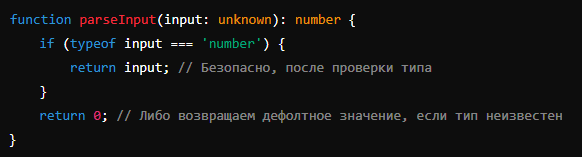 function parseInput(input: unknown): number {
    if (typeof input === 'number') {
        return input; // Безопасно, после проверки типа
    }
    return 0; // Либо возвращаем дефолтное значение, если тип неизвестен
}